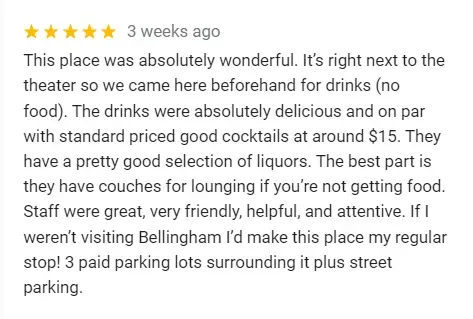 3 weeks ago
This place was absolutely wonderful. It's right next to the
theater so we came here beforehand for drinks (no
food). The drinks were absolutely delicious and on par
with standard priced good cocktails at around $15. They
have a pretty good selection of liquors. The best part is
they have couches for lounging if you're not getting food.
Staff were great, very friendly, helpful, and attentive. If I
weren't visiting Bellingham I'd make this place my regular
stop! 3 paid parking lots surrounding it plus street
parking.